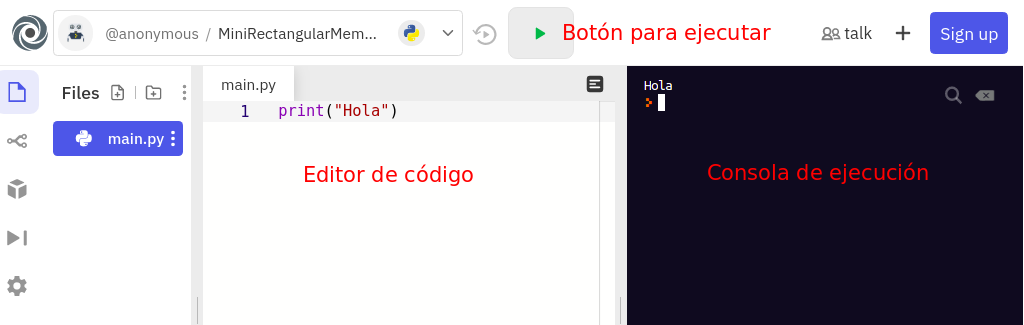 @anonymous / MiniRectangularMem...
Botón para ejecutar
talk
Sign up
Files
main.py
main.py
1 print("Hola")
Editor de código
Hola
Consola de ejecución